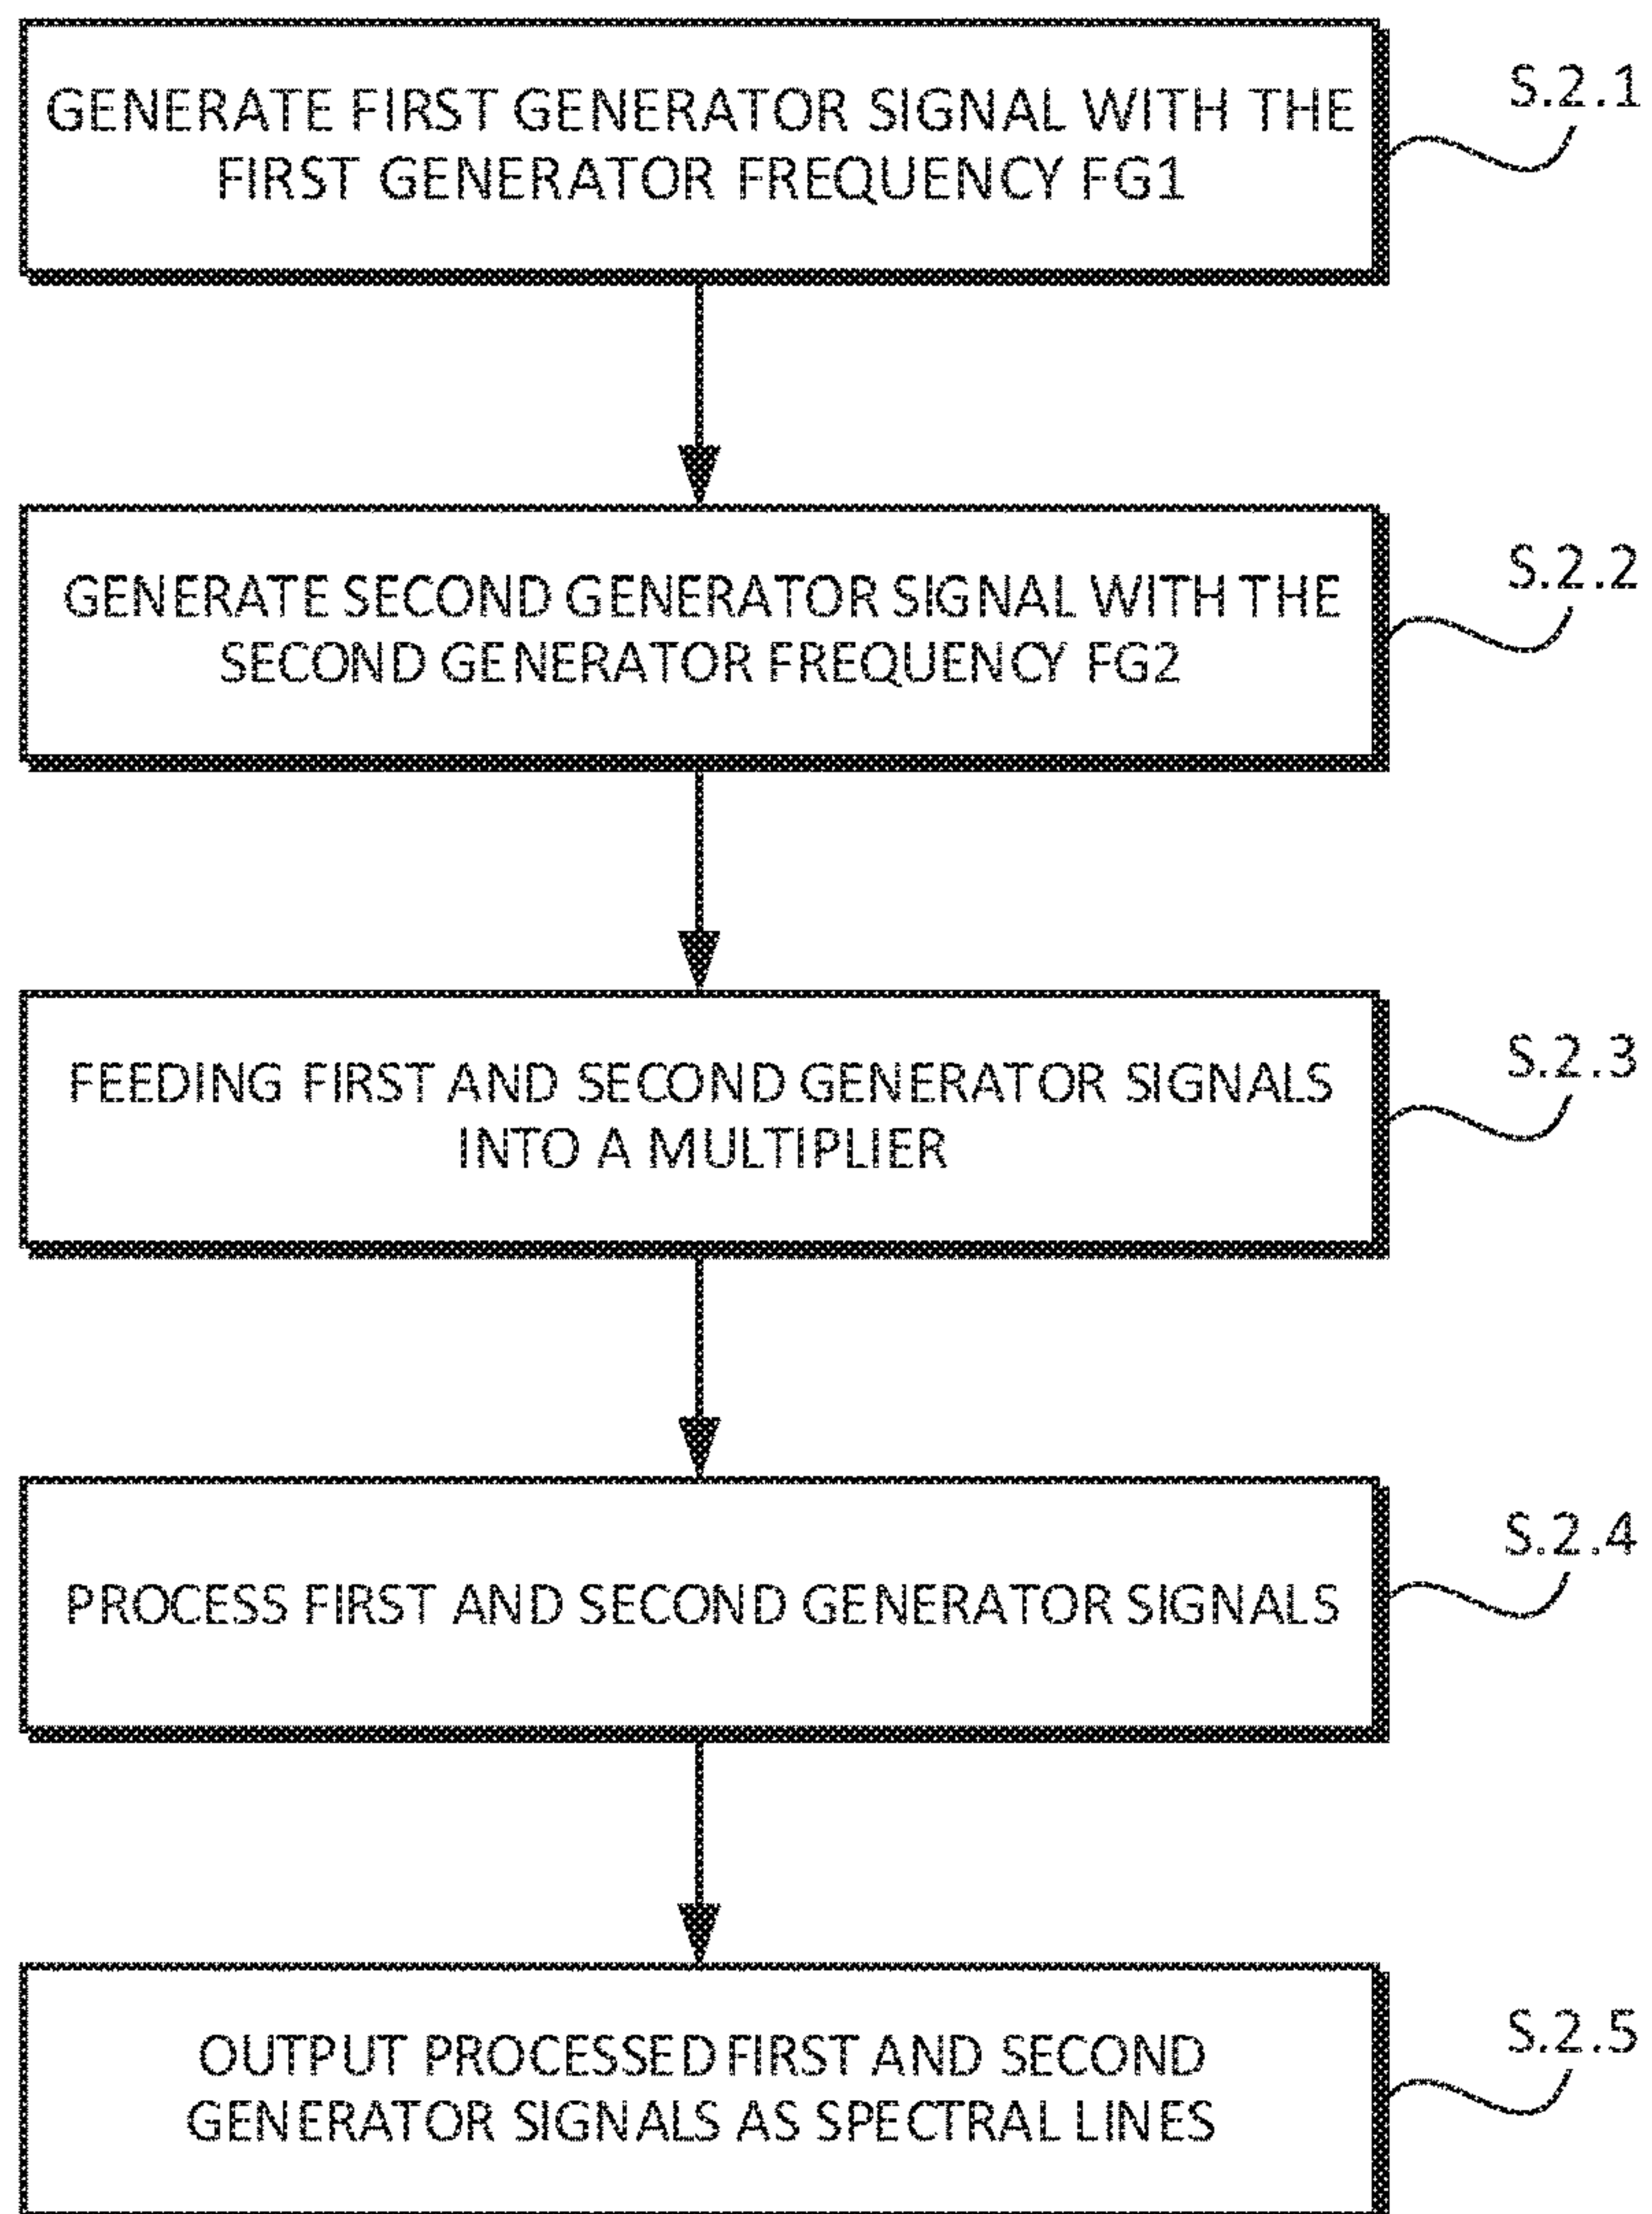 GENERATE FIRST GENERATOR SIGNAL WITH THE
FIRST GENERATOR FREQUENCY FG1
S.2.1
GENERATE SECOND GENERATOR SIGNAL WITH THE
SECOND GENERATOR FREQUENCY FG2
S.2.2
FEEDING FIRST AND SECOND GENERATOR SIGNALS
INTO A MULTIPLIER
S.2.3
PROCESS FIRST AND SECOND GENERATOR SIGNALS
S.2.4
OUTPUT PROCESSED FIRST AND SECOND
GENERATOR SIGNALS AS SPECTRAL LINES
S.2.5